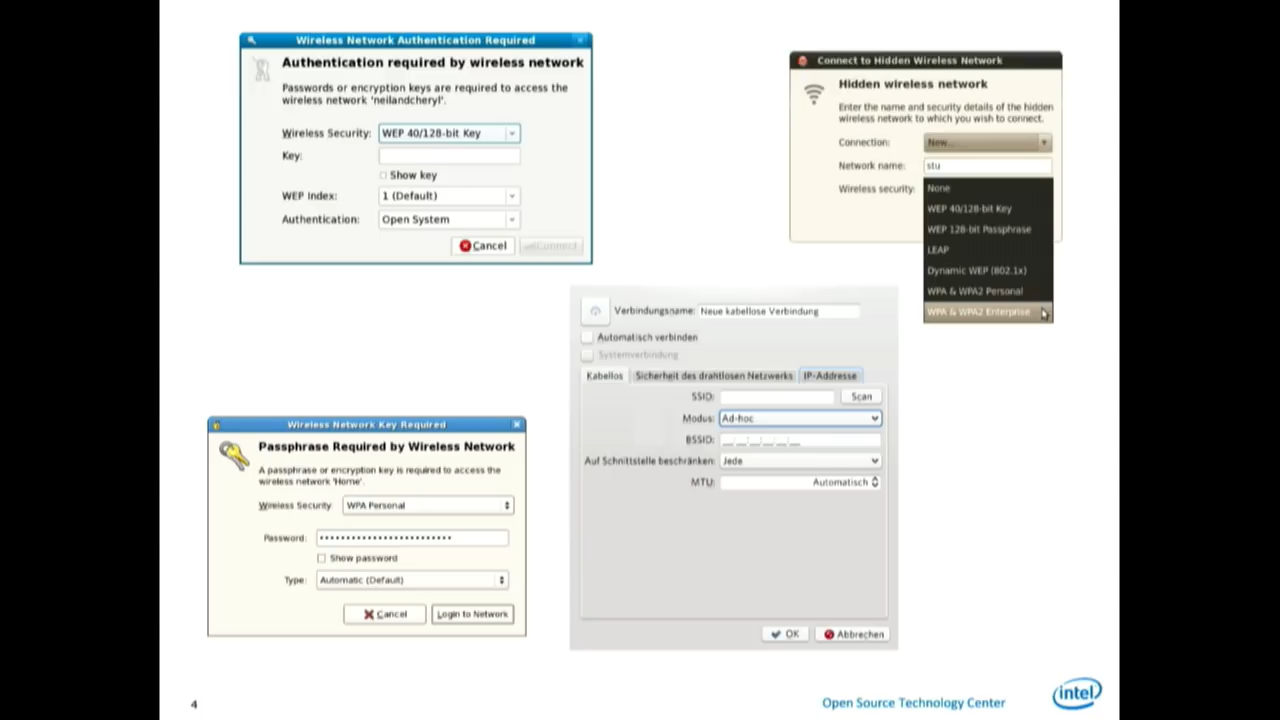 Wireless Network Authentication Required
Authentication required by wireless network
Passwords or encryption keys are required to access the
wireless network 'neilandcheryl'.
Wireless Security: WEP 40/128-bit Key
Key:
Show key
WEP Index: 1 (Default)
Authentication: Open System
Cancel Connect
Connect to Hidden Wireless Network
Hidden wireless network
Enter the name and security details of the hidden
wireless network to which you wish to connect.
Connection: New...
Network name: stu
Wireless security:
None
WEP 40/128-bit Key
WEP 128-bit Passphrase
LEAP
Dynamic WEP (802.1x)
WPA & WPA2 Personal
WPA & WPA2 Enterprise
Verbindungsname: Neue kabellose Verbindung
Automatisch verbinden
Systemverbindung
Kabellos Sicherheit des drahtlosen Netzwerks IP-Addresse
SSID: Scan
Modus: Ad-hoc
BSSID: __:__:__:__:__:__
Auf Schnittstelle beschränken: Jede
MTU: Automatisch
OK Abbrechen
Wireless Network Key Required
Passphrase Required by Wireless Network
A passphrase or encryption key is required to access the
wireless network 'Home'.
Wireless Security WPA Personal
Password:
Show password
Type: Automatic (Default)
Cancel Login to Network
4
Open Source Technology Center
intel